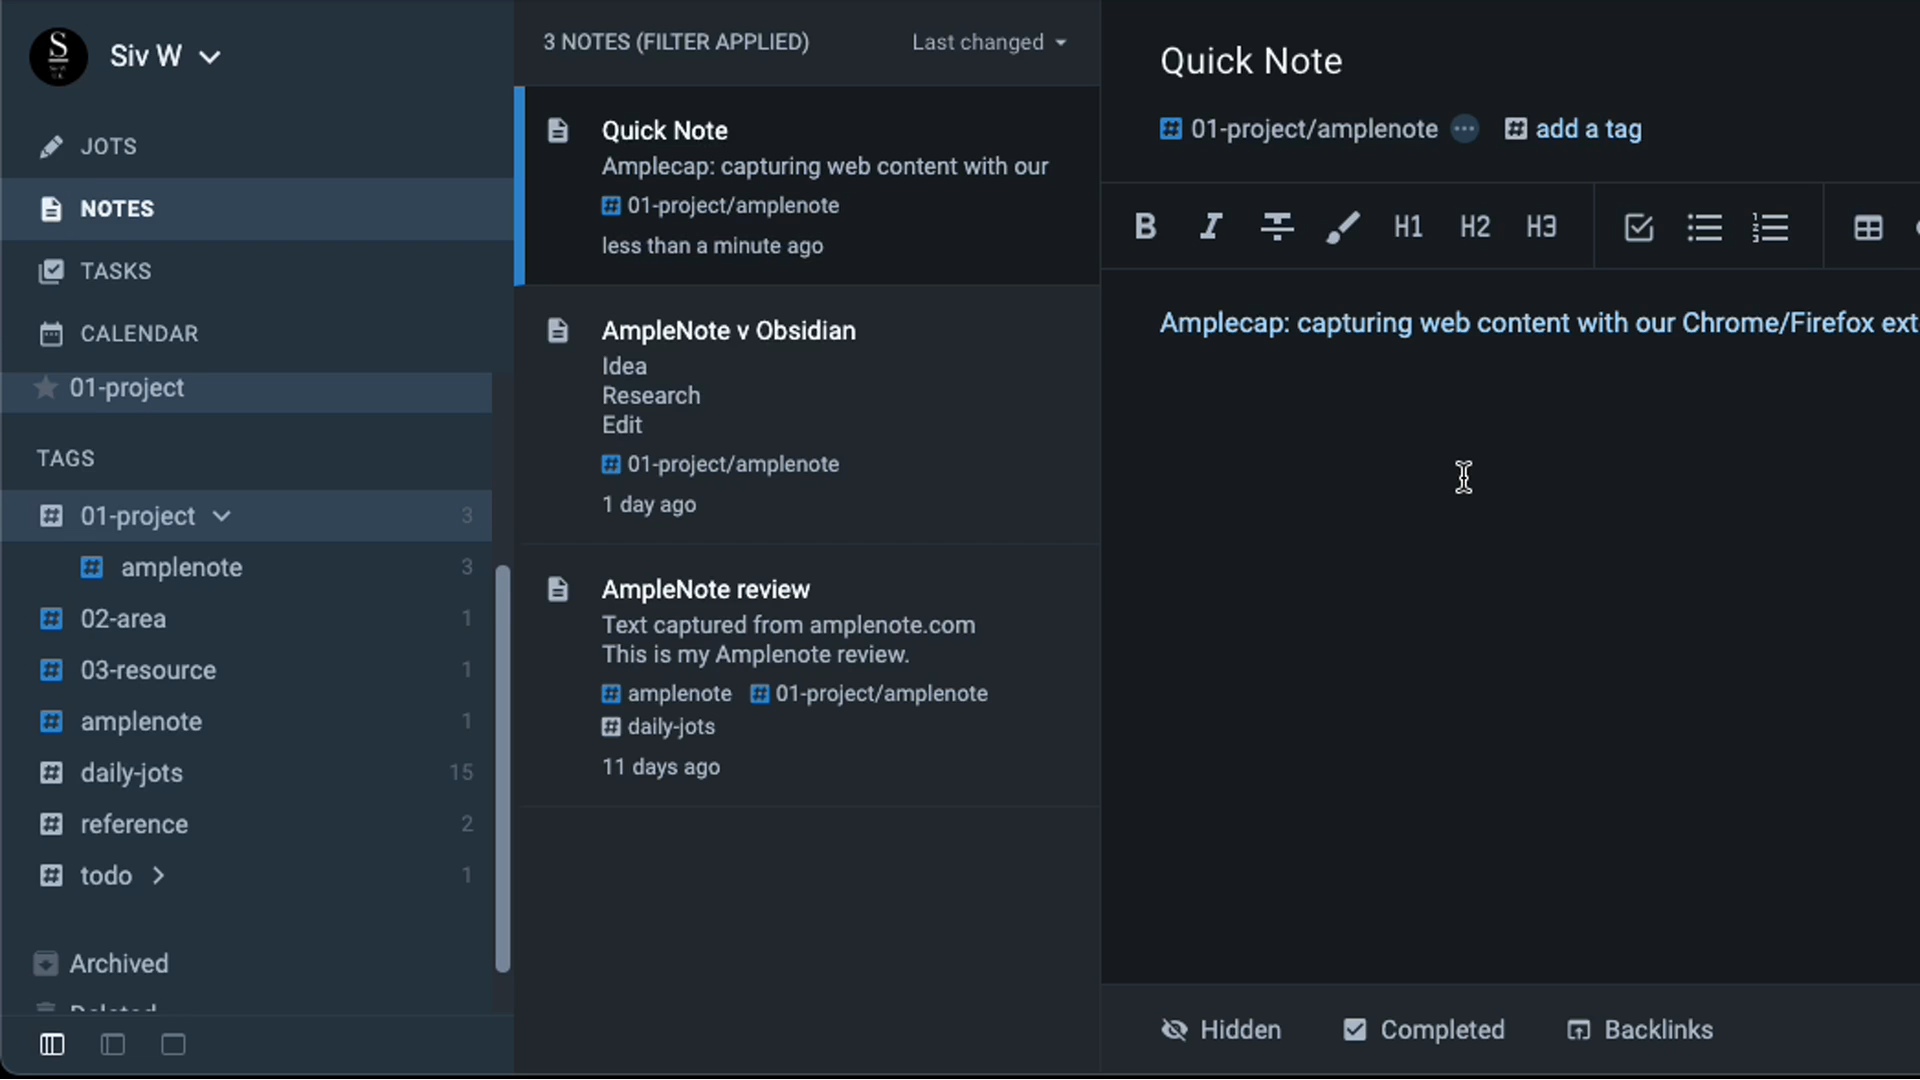 S
Siv W
JOTS
NOTES
TASKS
CALENDAR
01-project
TAGS
01-project 3
amplenote 3
02-area 1
03-resource 1
amplenote 1
daily-jots 15
reference 2
todo 1
Archived
Deleted
3 NOTES (FILTER APPLIED) Last changed
Quick Note
Amplecap: capturing web content with our
01-project/amplenote
less than a minute ago
AmpleNote v Obsidian
Idea
Research
Edit
01-project/amplenote
1 day ago
AmpleNote review
Text captured from amplenote.com
This is my Amplenote review.
amplenote 01-project/amplenote
daily-jots
11 days ago
Quick Note
01-project/amplenote ... add a tag
B I H1 H2 H3
Amplecap: capturing web content with our Chrome/Firefox ext
Hidden Completed Backlinks